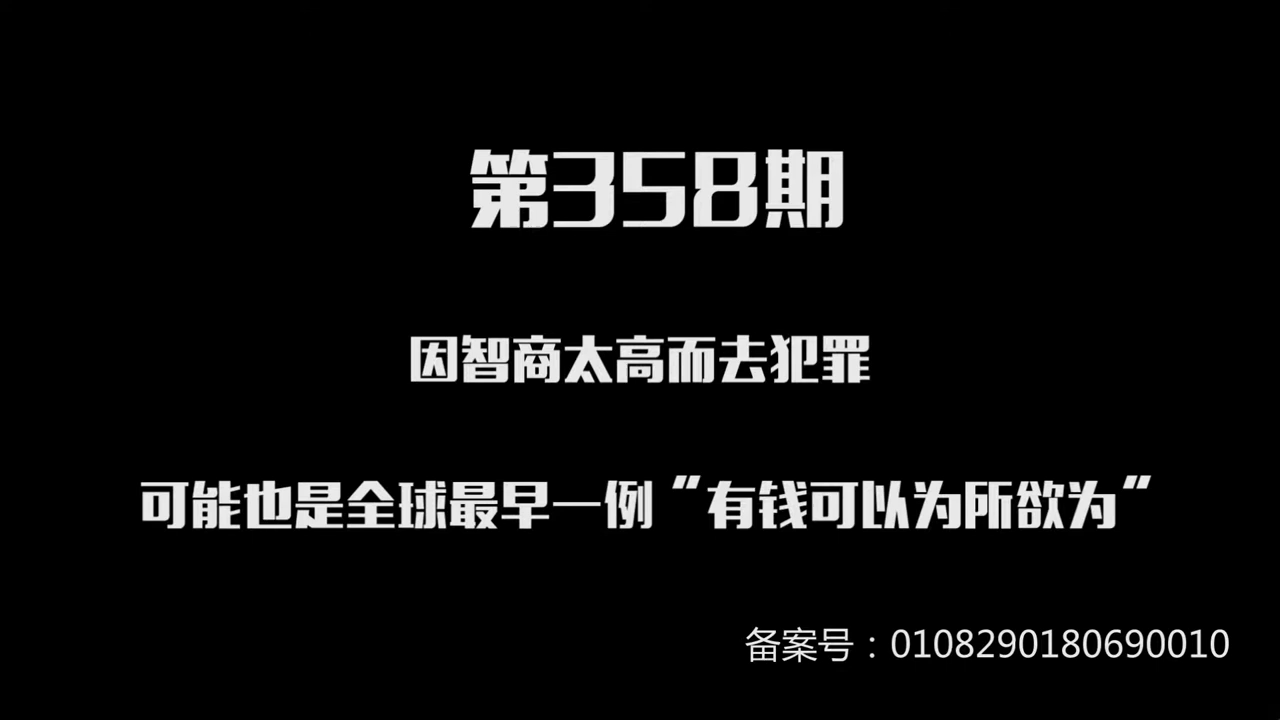 第358期
因智商太高而去犯罪
可能也是全球最早一例“有钱可以为所欲为”
备案号：0108290180690010